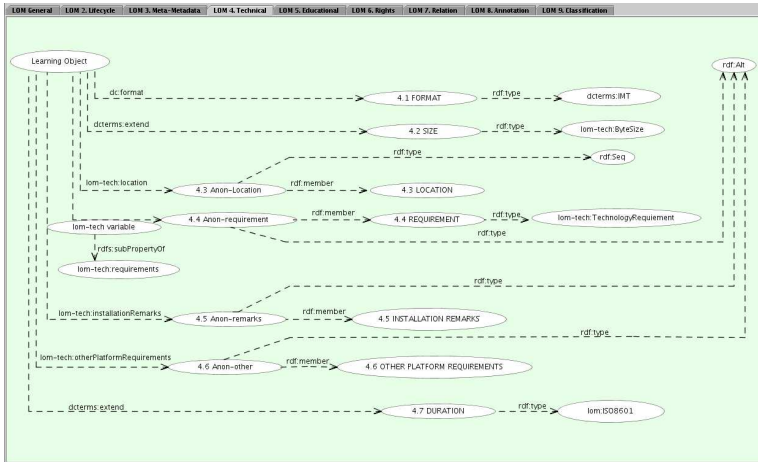 LOM General LOM 2. Lifecycle LOM 3. Meta-Metadata LOM 4. Technical LOM 5. Educational LOM 6. Rights LOM 7. Relation LOM 8. Annotation LOM 9. Classification
Learning Object
rdf:Alt
dc:format
4.1 FORMAT
rdf:type
dcterms:IMT
dcterms:extend
4.2 SIZE
rdf:type
lom-tech:ByteSize
rdf:type
rdf:Seq
lom-tech:location
4.3 Anon-Location
rdf:member
4.3 LOCATION
4.4 Anon-requirement
rdf:member
4.4 REQUIREMENT
rdf:type
lom-tech:TechnologyRequiement
lom-tech variable
rdf:type
rdfs:subPropertyOf
lom-tech:requirements
rdf:type
lom-tech:installationRemarks
4.5 Anon-remarks
rdf:member
4.5 INSTALLATION REMARKS
rdf:type
lom-tech:otherPlatformRequirements
4.6 Anon-other
rdf:member
4.6 OTHER PLATFORM REQUIREMENTS
dcterms:extend
4.7 DURATION
rdf:type
lom:ISO8601